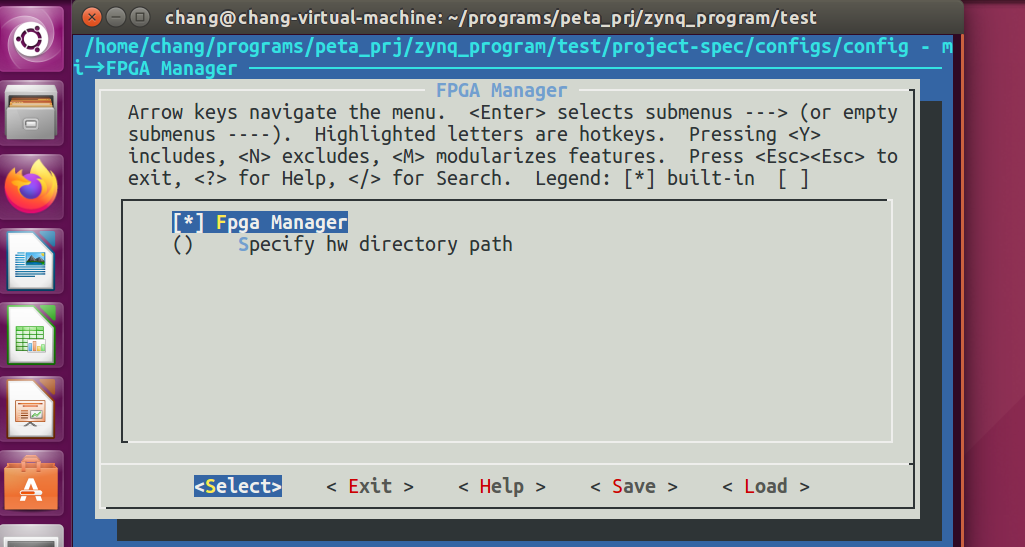 chang@chang-virtual-machine: ~/programs/peta_prj/zynq_program/test
/home/chang/programs/peta_prj/zynq_program/test/project-spec/configs/config - m
i→FPGA Manager
FPGA Manager
Arrow keys navigate the menu.  <Enter> selects submenus ---> (or empty
submenus ----).  Highlighted letters are hotkeys.  Pressing <Y>
includes, <N> excludes, <M> modularizes features.  Press <Esc><Esc> to
exit, <?> for Help, </> for Search.  Legend: [*] built-in  [ ]
[*] Fpga Manager
()    Specify hw directory path
<Select>    < Exit >    < Help >    < Save >    < Load >